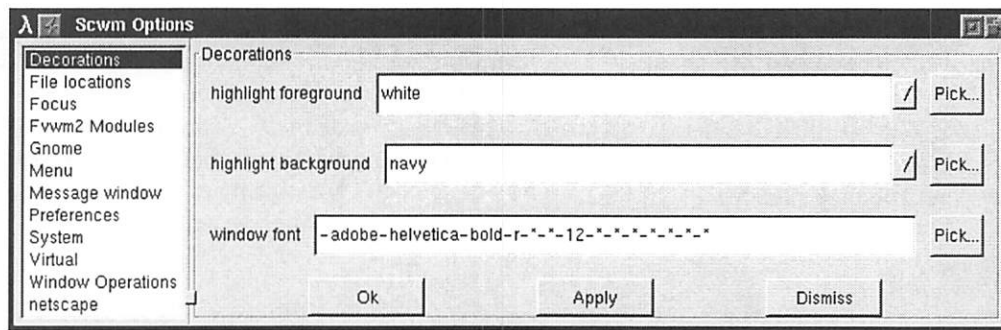 λ Scwm Options
Decorations
File locations
Focus
Fvwm2 Modules
Gnome
Menu
Message window
Preferences
System
Virtual
Window Operations
netscape
Decorations
highlight foreground white / Pick...
highlight background navy / Pick...
window font -adobe-helvetica-bold-r-*-*-12-*-*-*-*-*-*-*
Ok Apply Dismiss